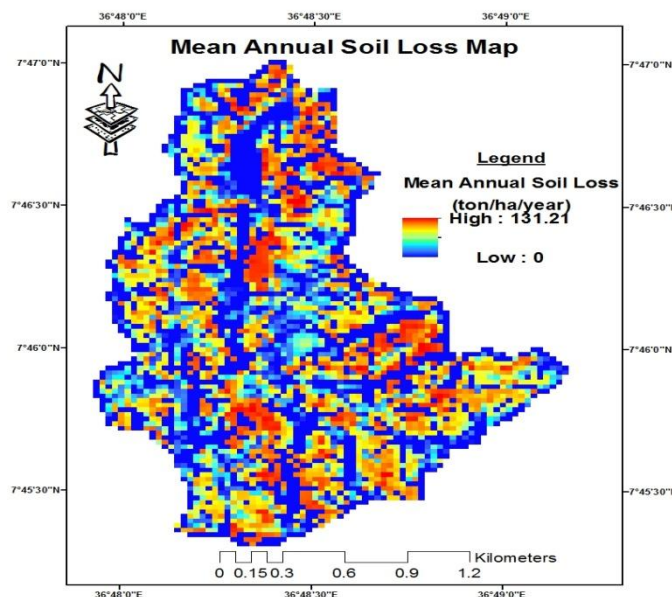 36°48'0"E 36°48'30"E 36°49'0"E
Mean Annual Soil Loss Map
7°47'0"N 7°47'0"N
N
Legend
Mean Annual Soil Loss
(ton/ha/year)
High : 131.21
Low : 0
7°46'30"N 7°46'30"N
7°46'0"N 7°46'0"N
7°45'30"N 7°45'30"N
Kilometers
0 0.15 0.3 0.6 0.9 1.2
36°48'0"E 36°48'30"E 36°49'0"E